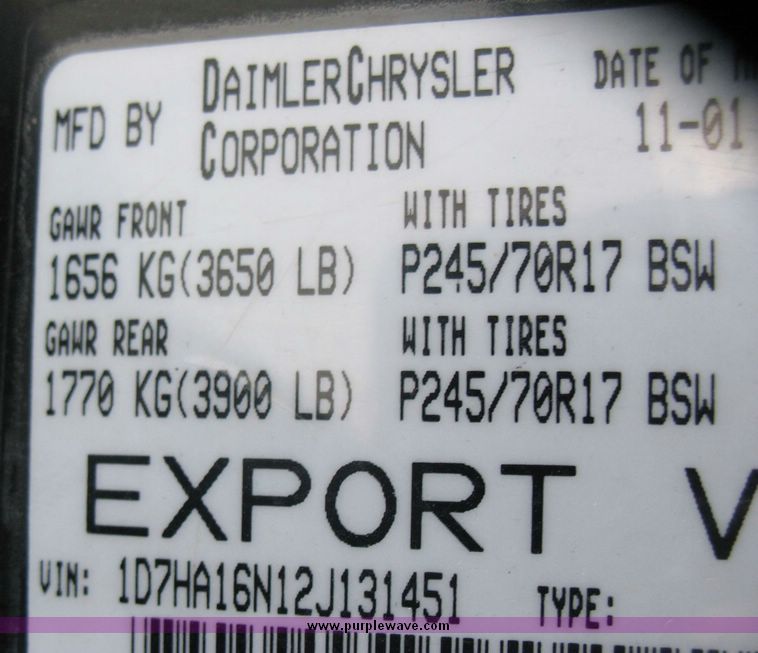 MFD BY DAIMLERCHRYSLER CORPORATION
DATE OF
11-01
GAWR FRONT WITH TIRES
1656 KG(3650 LB) P245/70R17 BSW
GAWR REAR WITH TIRES
1770 KG(3900 LB) P245/70R17 BSW
EXPORT V
VIN: 1D7HA16N12J131451 TYPE:
www.purplewave.com